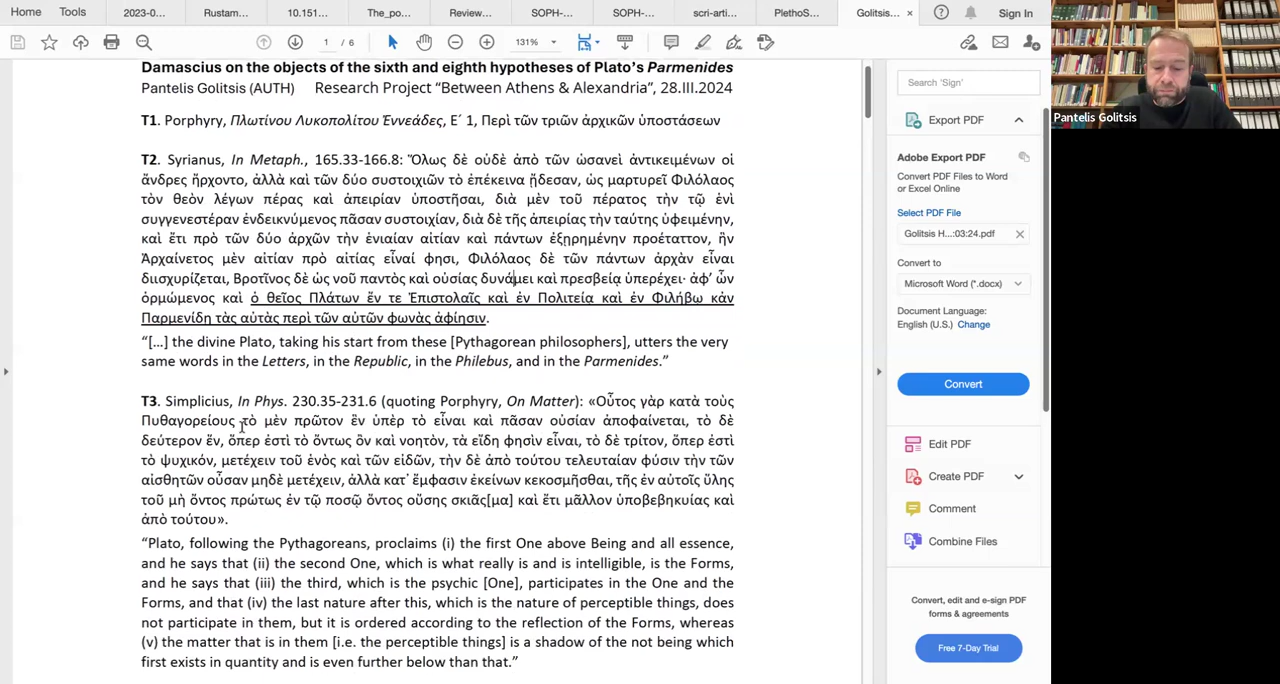 Home Tools 2023-0... Rustam... 10.151... The_po... Review... SOPH-... SOPH-... scri-arti... PlethoS... Golitsis... × Sign In
1 / 6 131%
Damascius on the objects of the sixth and eighth hypotheses of Plato's Parmenides
Pantelis Golitsis (AUTH) Research Project "Between Athens & Alexandria", 28.III.2024
T1. Porphyry, Πλωτίνου Λυκοπολίτου Ἐννεάδες, Ε´ 1, Περὶ τῶν τριῶν ἀρχικῶν ὑποστάσεων
T2. Syrianus, In Metaph., 165.33-166.8: Ὅλως δὲ οὐδὲ ἀπὸ τῶν ὡσανεὶ ἀντικειμένων οἱ
ἄνδρες ἤρχοντο, ἀλλὰ καὶ τῶν δύο συστοιχιῶν τὸ ἐπέκεινα ᾔδεσαν, ὡς μαρτυρεῖ Φιλόλαος
τὸν θεὸν λέγων πέρας καὶ ἀπειρίαν ὑποστῆσαι, διὰ μὲν τοῦ πέρατος τὴν τῷ ἑνὶ
συγγενεστέραν ἐνδεικνύμενος πᾶσαν συστοιχίαν, διὰ δὲ τῆς ἀπειρίας τὴν ταύτης ὑφειμένην,
καὶ ἔτι πρὸ τῶν δύο ἀρχῶν τὴν ἑνιαίαν αἰτίαν καὶ πάντων ἐξῃρημένην προέταττον, ἣν
Ἀρχαίνετος μὲν αἰτίαν πρὸ αἰτίας εἶναί φησι, Φιλόλαος δὲ τῶν πάντων ἀρχὰν εἶναι
διισχυρίζεται, Βροτῖνος δὲ ὡς νοῦ παντὸς καὶ οὐσίας δυνάμει καὶ πρεσβείᾳ ὑπερέχει· ἀφ' ὧν
ὁρμώμενος καὶ ὁ θεῖος Πλάτων ἔν τε Ἐπιστολαῖς καὶ ἐν Πολιτείᾳ καὶ ἐν Φιλήβῳ κἀν
Παρμενίδῃ τὰς αὐτὰς περὶ τῶν αὐτῶν φωνὰς ἀφίησιν.
"[...] the divine Plato, taking his start from these [Pythagorean philosophers], utters the very
same words in the Letters, in the Republic, in the Philebus, and in the Parmenides."
T3. Simplicius, In Phys. 230.35-231.6 (quoting Porphyry, On Matter): «Οὗτος γὰρ κατὰ τοὺς
Πυθαγορείους τὸ μὲν πρῶτον ἓν ὑπὲρ τὸ εἶναι καὶ πᾶσαν οὐσίαν ἀποφαίνεται, τὸ δὲ
δεύτερον ἕν, ὅπερ ἐστὶ τὸ ὄντως ὂν καὶ νοητὸν, τὰ εἴδη φησὶν εἶναι, τὸ δὲ τρίτον, ὅπερ ἐστὶ
τὸ ψυχικόν, μετέχειν τοῦ ἑνὸς καὶ τῶν εἰδῶν, τὴν δὲ ἀπὸ τούτου τελευταίαν φύσιν τὴν τῶν
αἰσθητῶν οὖσαν μηδὲ μετέχειν, ἀλλὰ κατ᾽ ἔμφασιν ἐκείνων κεκοσμῆσθαι, τῆς ἐν αὐτοῖς ὕλης
τοῦ μὴ ὄντος πρώτως ἐν τῷ ποσῷ ὄντος οὔσης σκιᾶς[μα] καὶ ἔτι μᾶλλον ὑποβεβηκυίας καὶ
ἀπὸ τούτου».
"Plato, following the Pythagoreans, proclaims (i) the first One above Being and all essence,
and he says that (ii) the second One, which is what really is and is intelligible, is the Forms,
and he says that (iii) the third, which is the psychic [One], participates in the One and the
Forms, and that (iv) the last nature after this, which is the nature of perceptible things, does
not participate in them, but it is ordered according to the reflection of the Forms, whereas
(v) the matter that is in them [i.e. the perceptible things] is a shadow of the not being which
first exists in quantity and is even further below than that."
Search 'Sign'
Export PDF
Adobe Export PDF
Convert PDF Files to Word
or Excel Online
Select PDF File
Golitsis H...:03:24.pdf
Convert to
Microsoft Word (*.docx)
Document Language:
English (U.S.) Change
Convert
Edit PDF
Create PDF
Comment
Combine Files
Convert, edit and e-sign PDF
forms & agreements
Free 7-Day Trial
Pantelis Golitsis